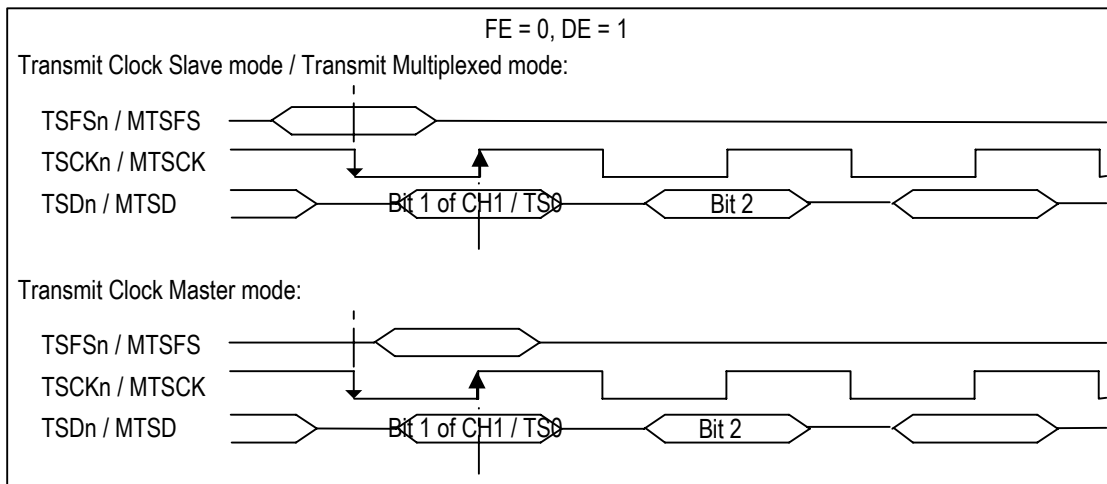 FE = 0, DE = 1
Transmit Clock Slave mode / Transmit Multiplexed mode:
TSFSn / MTSFS
TSCKn / MTSCK
TSDn / MTSD
Bit 1 of CH1 / TS0
Bit 2
Transmit Clock Master mode:
TSFSn / MTSFS
TSCKn / MTSCK
TSDn / MTSD
Bit 1 of CH1 / TS0
Bit 2